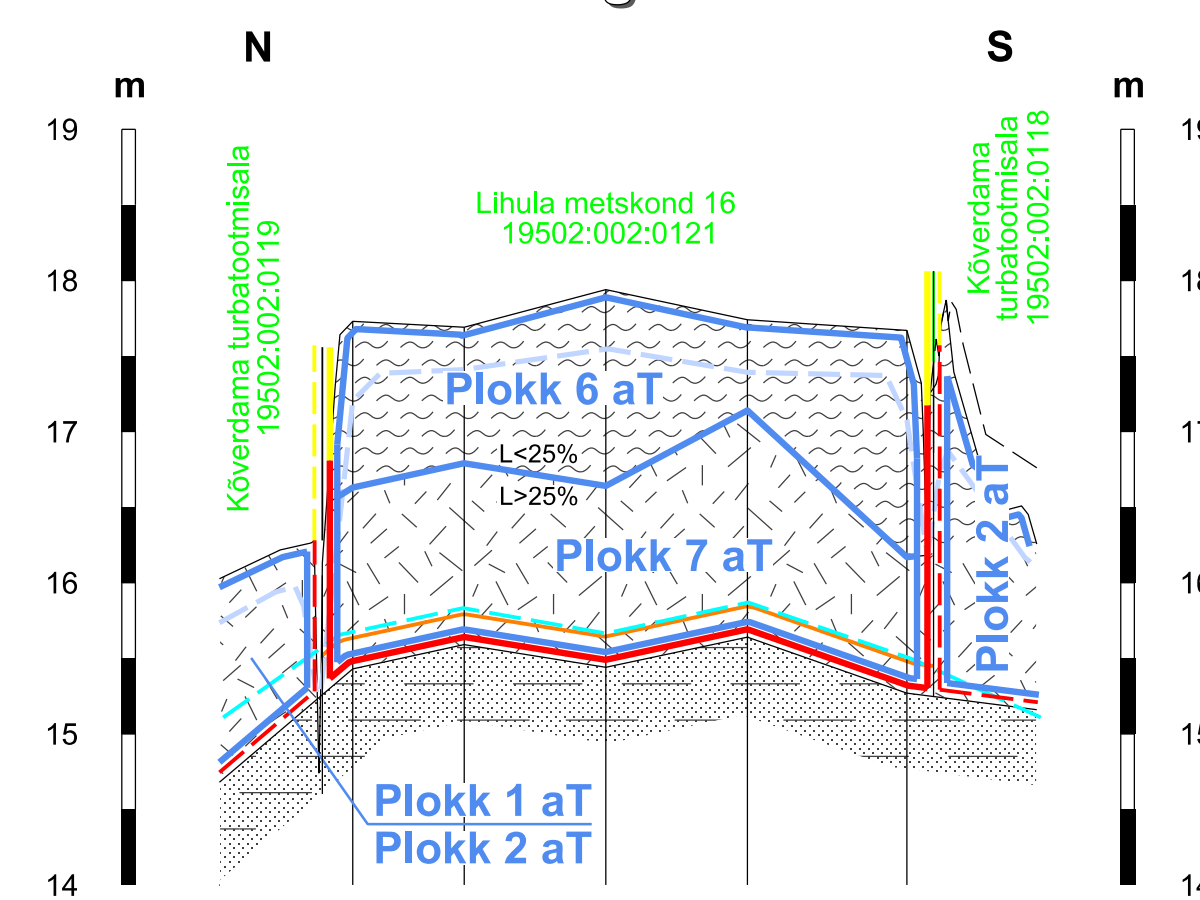 N
S
m
m
19
18
17
16
15
14
Kõverdama turbatootmisala
19502:002:0119
Lihula metskond 16
19502:002:0121
Kõverdama
turbatootmisala
19502:002:0118
Plokk 6 aT
L<25%
L>25%
Plokk 7 aT
Plokk 2 aT
Plokk 1 aT
Plokk 2 aT